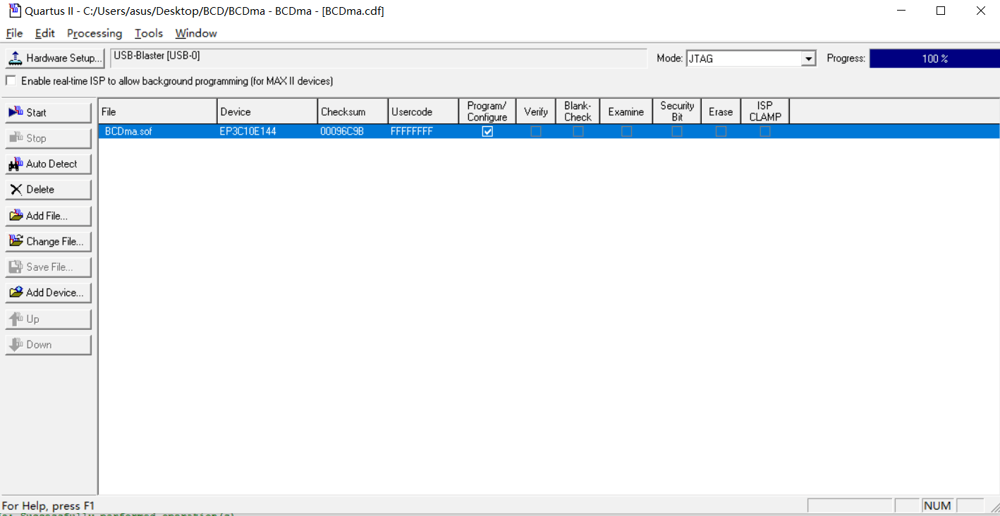 Quartus II - C:/Users/asus/Desktop/BCD/BCDma - BCDma - [BCDma.cdf]
File Edit Processing Tools Window
Hardware Setup... USB-Blaster [USB-0] Mode: JTAG Progress: 100 %
Enable real-time ISP to allow background programming (for MAX II devices)
Start
Stop
Auto Detect
Delete
Add File...
Change File...
Save File...
Add Device...
Up
Down
File Device Checksum Usercode Program/ Configure Verify Blank- Check Examine Security Bit Erase ISP CLAMP
BCDma.sof EP3C10E144 00096C9B FFFFFFFF
For Help, press F1 NUM
Successfully performed operation(s)